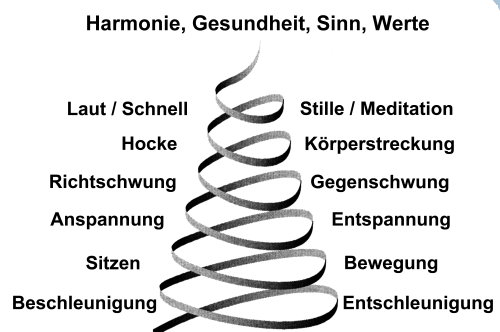 Harmonie, Gesundheit, Sinn, Werte
Laut / Schnell Stille / Meditation
Hocke Körperstreckung
Richtschwung Gegenschwung
Anspannung Entspannung
Sitzen Bewegung
Beschleunigung Entschleunigung